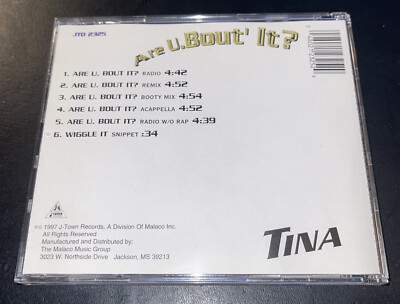 JTD 2325
Are U. Bout' It?
1. ARE U. BOUT IT? RADIO 4:42
2. ARE U. BOUT IT? REMIX 4:52
3. ARE U. BOUT IT? BOOTY MIX 4:54
4. ARE U. BOUT IT? ACAPPELLA 4:52
5. ARE U. BOUT IT? RADIO W/O RAP 4:39
6. WIGGLE IT SNIPPET :34
℗© 1997 J-Town Records, A Division Of Malaco Inc.
All Rights Reserved
Manufactured and Distributed by:
The Malaco Music Group
3023 W. Northside Drive Jackson, MS 39213
TINA